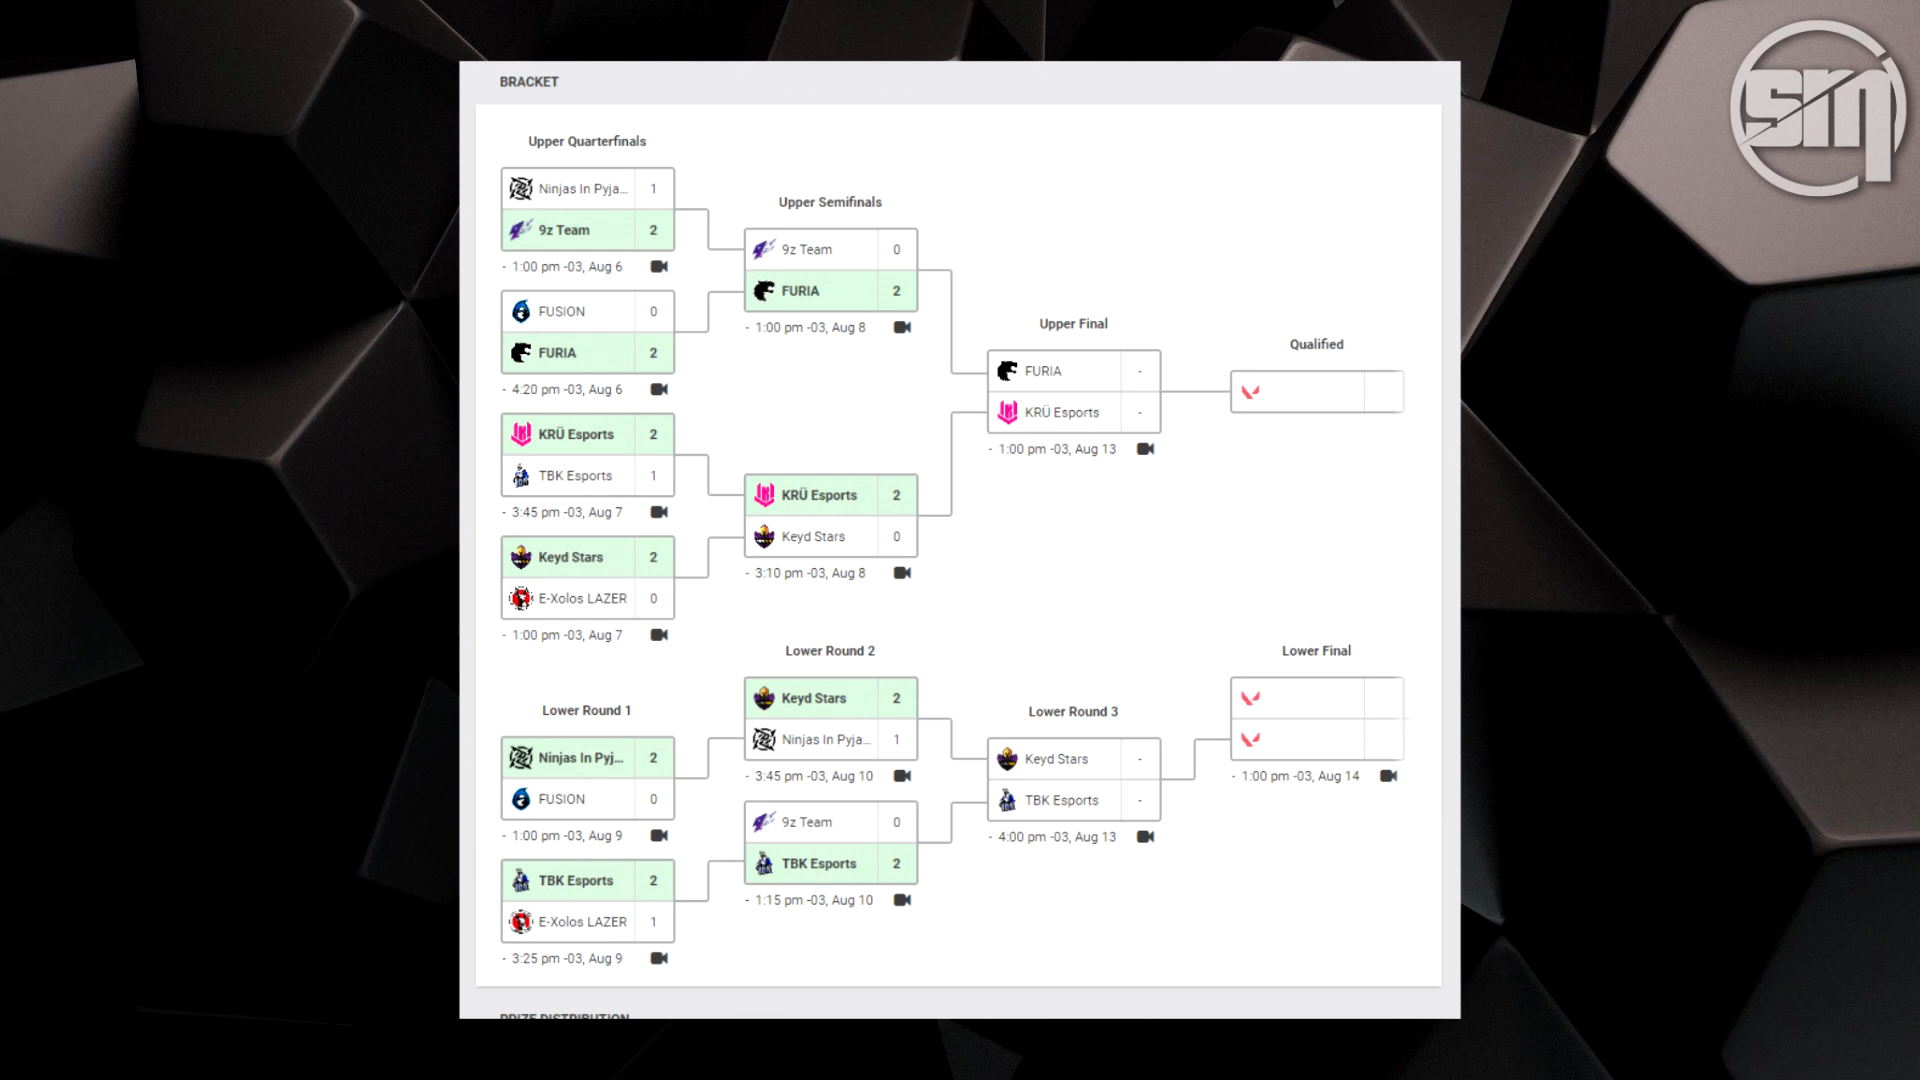 BRACKET
Upper Quarterfinals
Ninjas In Pyja... 1
9z Team 2
- 1:00 pm -03, Aug 6
FUSION 0
FURIA 2
- 4:20 pm -03, Aug 6
KRÜ Esports 2
TBK Esports 1
- 3:45 pm -03, Aug 7
Keyd Stars 2
E-Xolos LAZER 0
- 1:00 pm -03, Aug 7
Upper Semifinals
9z Team 0
FURIA 2
- 1:00 pm -03, Aug 8
KRÜ Esports 2
Keyd Stars 0
- 3:10 pm -03, Aug 8
Upper Final
FURIA -
KRÜ Esports -
- 1:00 pm -03, Aug 13
Qualified
Lower Round 1
Ninjas In Pyj... 2
FUSION 0
- 1:00 pm -03, Aug 9
TBK Esports 2
E-Xolos LAZER 1
- 3:25 pm -03, Aug 9
Lower Round 2
Keyd Stars 2
Ninjas In Pyja... 1
- 3:45 pm -03, Aug 10
9z Team 0
TBK Esports 2
- 1:15 pm -03, Aug 10
Lower Round 3
Keyd Stars -
TBK Esports -
- 4:00 pm -03, Aug 13
Lower Final
- 1:00 pm -03, Aug 14
PRIZE DISTRIBUTION